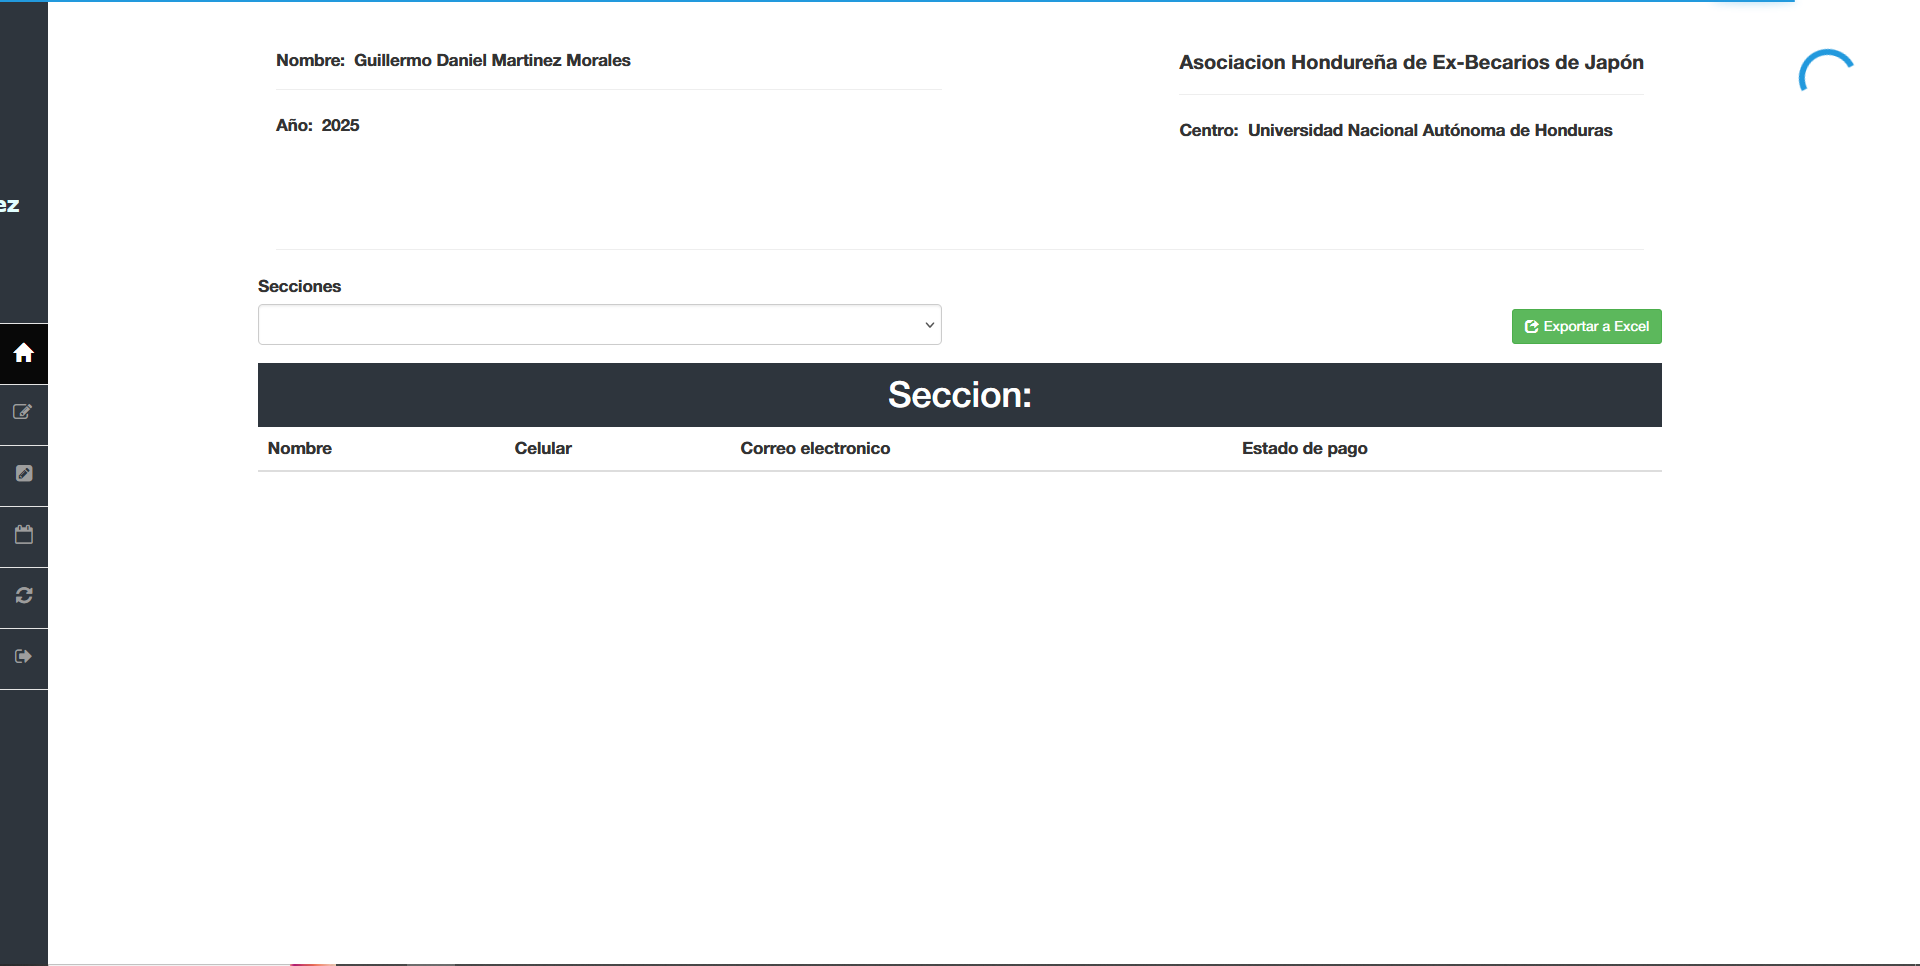 Nombre: Guillermo Daniel Martinez Morales
Asociacion Hondureña de Ex-Becarios de Japón
Año: 2025
Centro: Universidad Nacional Autónoma de Honduras
ez
Secciones
Exportar a Excel
Seccion:
Nombre Celular Correo electronico Estado de pago